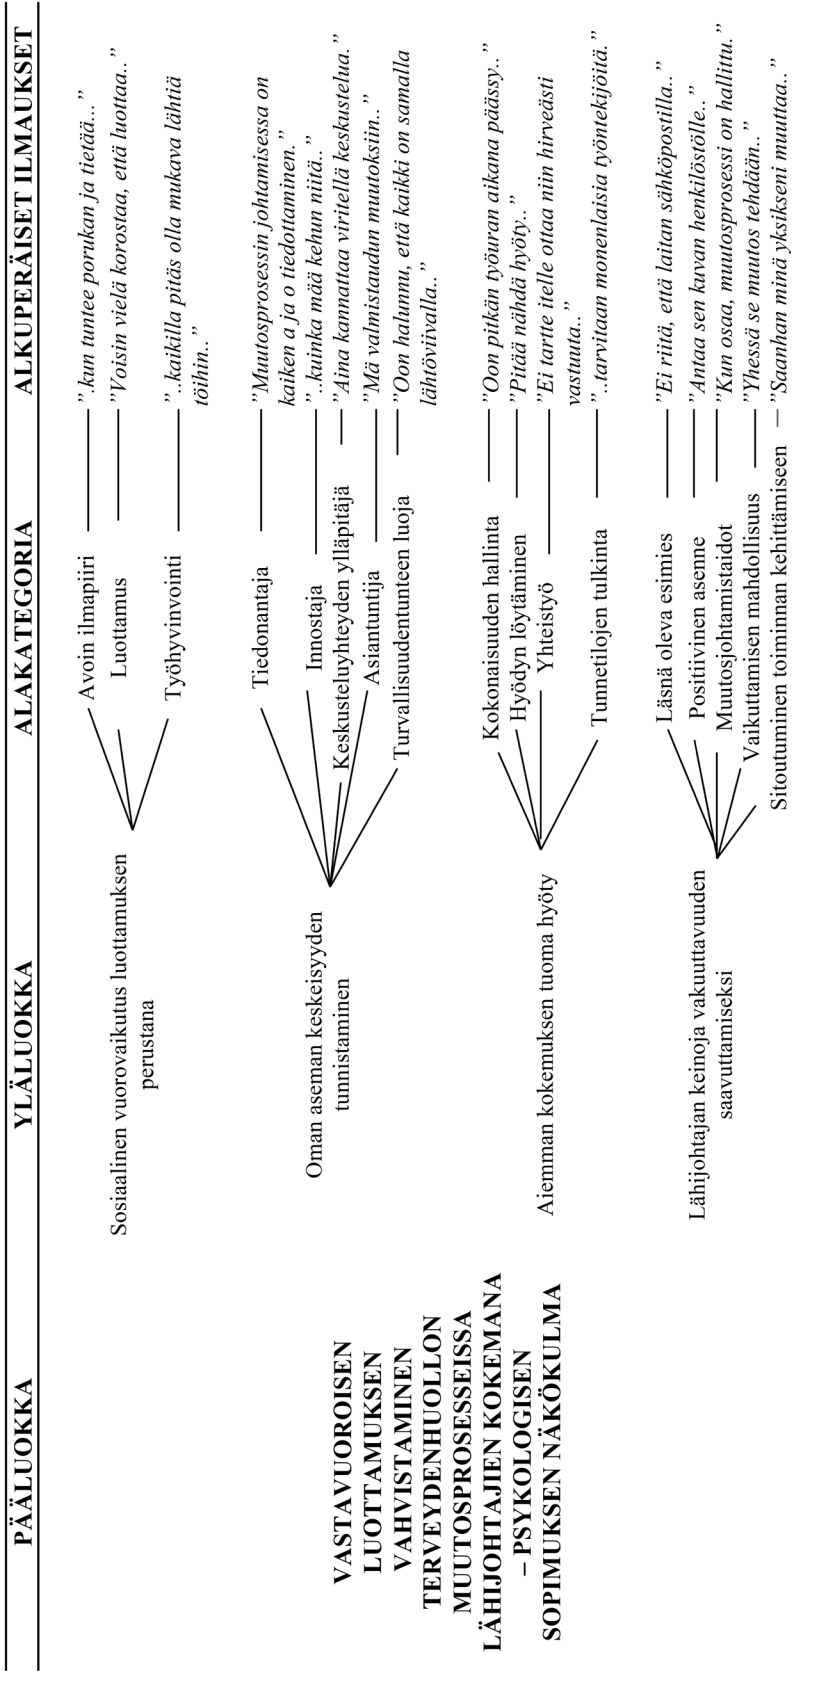 PÄÄLUOKKA YLÄLUOKKA ALAKATEGORIA ALKUPERÄISET ILMAUKSET
VASTAVUOROISEN
LUOTTAMUKSEN
VAHVISTAMINEN
TERVEYDENHUOLLON
MUUTOSPROSESSEISSA
LÄHIJOHTAJIEN KOKEMANA
– PSYKOLOGISEN
SOPIMUKSEN NÄKÖKULMA
Sosiaalinen vuorovaikutus luottamuksen
perustana
Avoin ilmapiiri
".kun tuntee porukan ja tietää..."
Luottamus
"Voisin vielä korostaa, että luottaa.."
Työhyvinvointi
"..kaikilla pitäs olla mukava lähtiä
töihin.."
Oman aseman keskeisyyden
tunnistaminen
Tiedonantaja
"Muutosprosessin johtamisessa on
kaiken a ja o tiedottaminen."
Innostaja
"..kuinka mää kehun niitä.."
Keskusteluyhteyden ylläpitäjä
"Aina kannattaa viritellä keskustelua."
Asiantuntija
"Mä valmistaudun muutoksiin.."
Turvallisuudentunteen luoja
"Oon halunnu, että kaikki on samalla
lähtöviivalla.."
Aiemman kokemuksen tuoma hyöty
Kokonaisuuden hallinta
"Oon pitkän työuran aikana päässy.."
Hyödyn löytäminen
"Pitää nähdä hyöty.."
Yhteistyö
"Ei tartte itelle ottaa niin hirveästi
vastuuta.."
Tunnetilojen tulkinta
"..tarvitaan monenlaisia työntekijöitä."
Lähijohtajan keinoja vakuuttavuuden
saavuttamiseksi
Läsnä oleva esimies
"Ei riitä, että laitan sähköpostilla.."
Positiivinen asenne
"Antaa sen kuvan henkilöstölle.."
Muutosjohtamistaidot
"Kun osaa, muutosprosessi on hallittu."
Vaikuttamisen mahdollisuus
"Yhessä se muutos tehdään.."
Sitoutuminen toiminnan kehittämiseen
"Saanhan minä yksikseni muuttaa.."